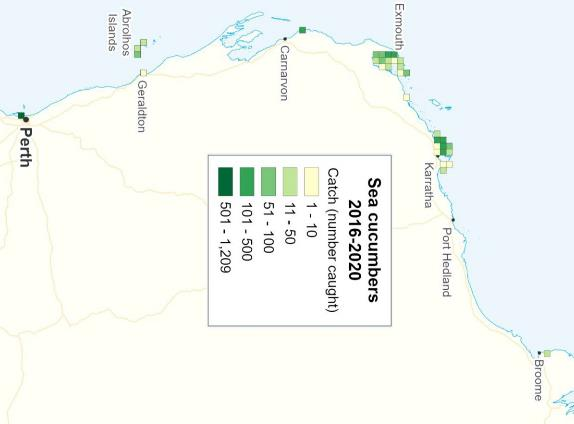 Sea cucumbers
2016-2020
Catch (number caught)
1 - 10
11 - 50
51 - 100
101 - 500
501 - 1,209
Broome
Port Hedland
Karratha
Exmouth
Carnarvon
Abrolhos
Islands
Geraldton
Perth